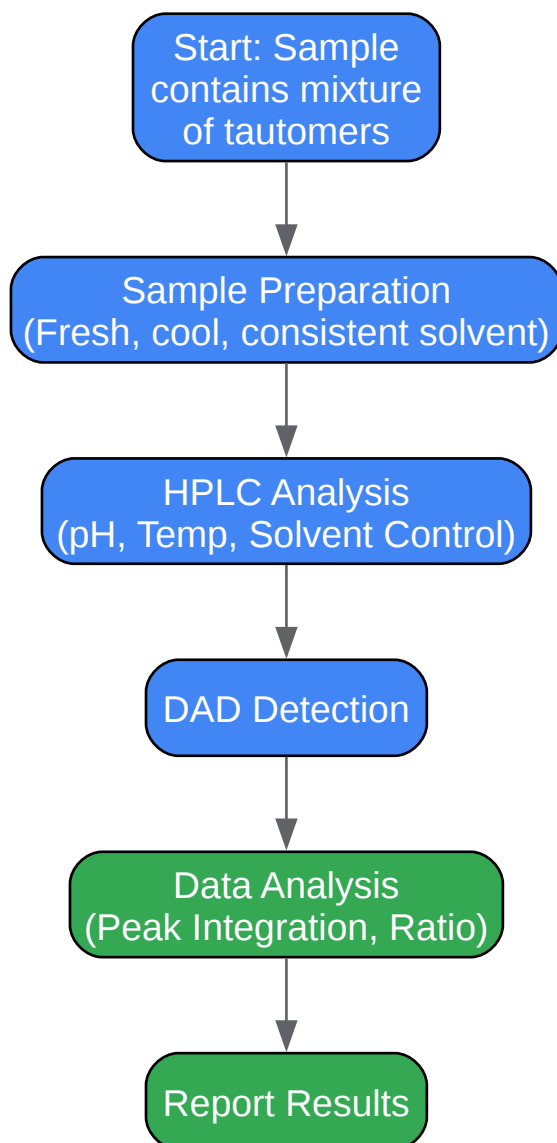 Start: Sample
contains mixture
of tautomers
Sample Preparation
(Fresh, cool, consistent solvent)
HPLC Analysis
(pH, Temp, Solvent Control)
DAD Detection
Data Analysis
(Peak Integration, Ratio)
Report Results